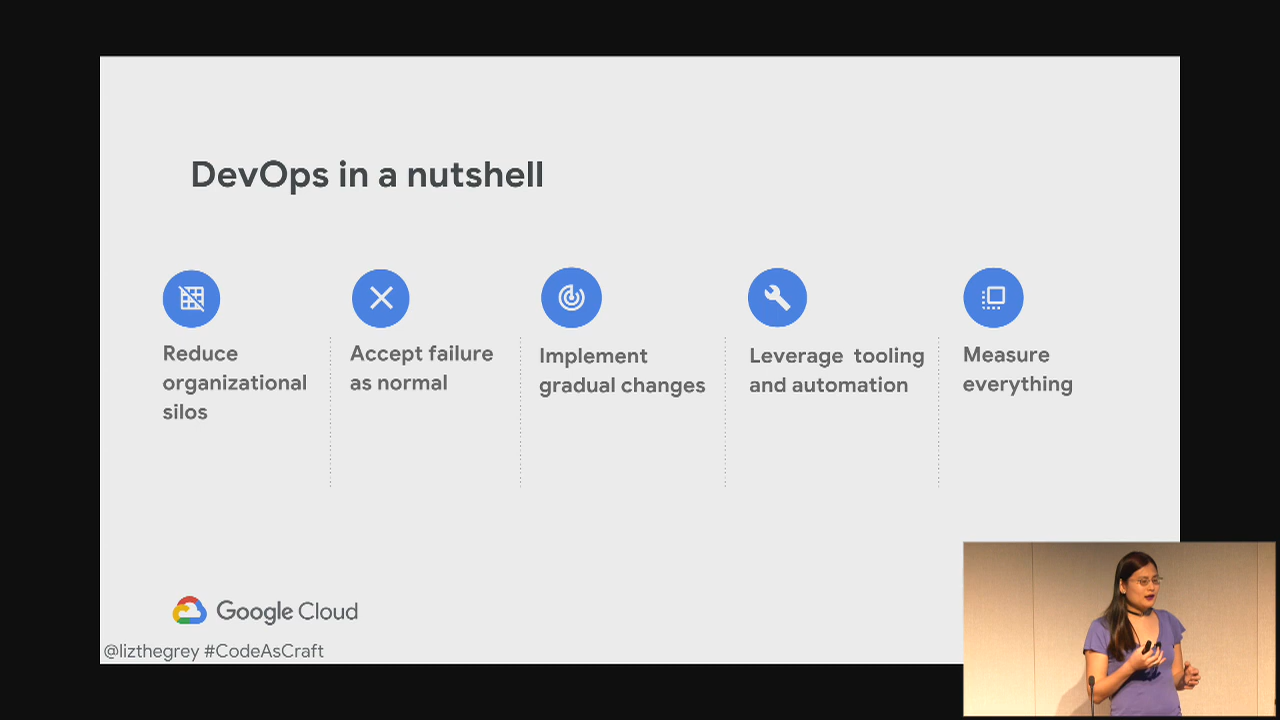 DevOps in a nutshell
Reduce
organizational
silos
Accept failure
as normal
Implement
gradual changes
Leverage tooling
and automation
Measure
everything
Google Cloud
@lizthegrey #CodeAsCraft